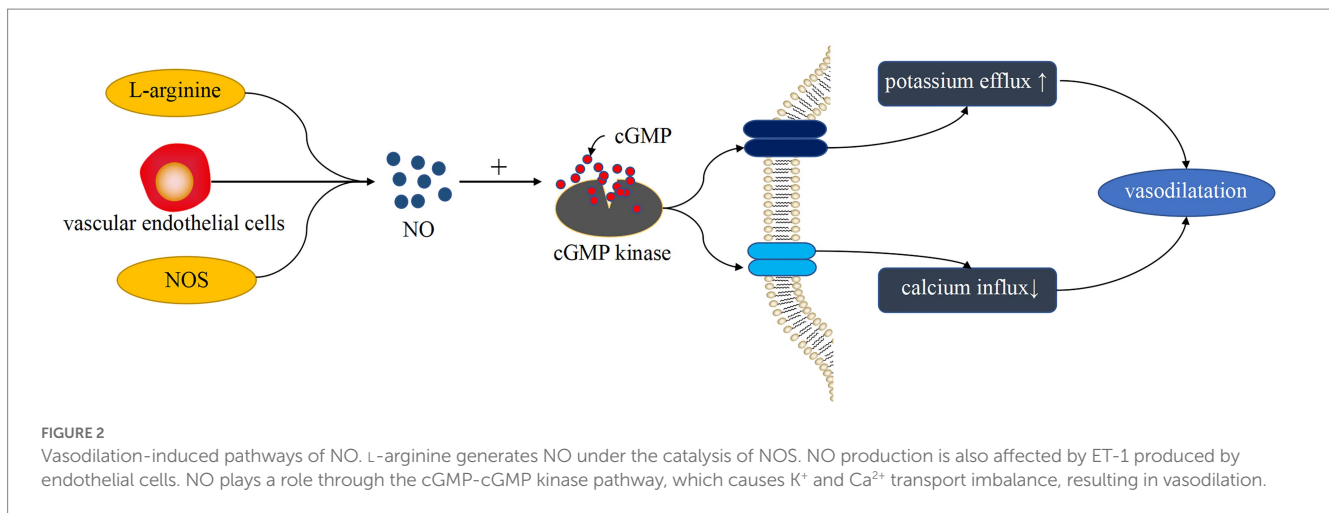 L-arginine
vascular endothelial cells
NOS
NO
+
cGMP
cGMP kinase
potassium efflux ↑
calcium influx↓
vasodilatation
FIGURE 2
Vasodilation-induced pathways of NO. L-arginine generates NO under the catalysis of NOS. NO production is also affected by ET-1 produced by
endothelial cells. NO plays a role through the cGMP-cGMP kinase pathway, which causes K⁺ and Ca²⁺ transport imbalance, resulting in vasodilation.